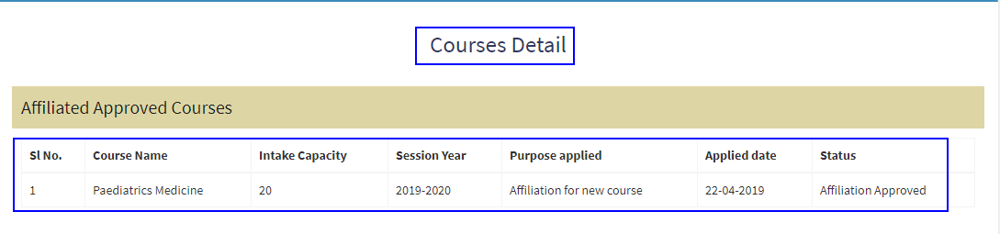 Courses Detail
Affiliated Approved Courses
Sl No. Course Name Intake Capacity Session Year Purpose applied Applied date Status
1 Paediatrics Medicine 20 2019-2020 Affiliation for new course 22-04-2019 Affiliation Approved